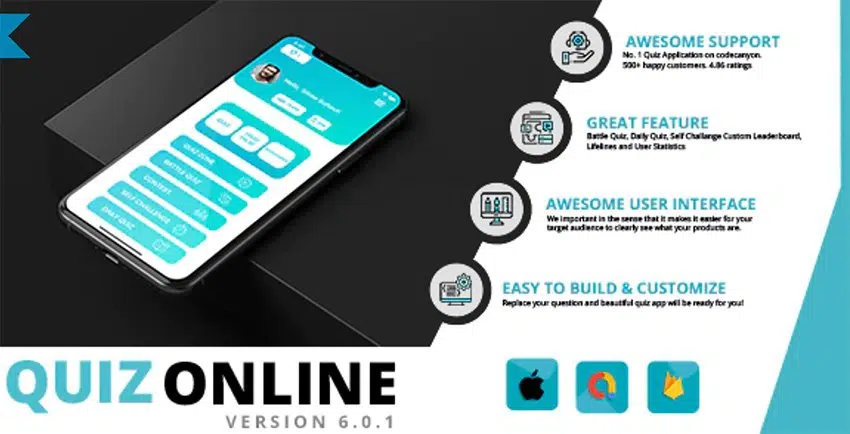 QUIZ ZONE
BATTLE QUIZ
CONTEST
SELF CHALLENGE
DAILY QUIZ
AWESOME SUPPORT
No. 1 Quiz Application on codecanyon.
500+ happy customers. 4.86 ratings
GREAT FEATURE
Battle Quiz, Daily Quiz, Self Challange Custom Leaderboard,
Lifelines and User Statistics
AWESOME USER INTERFACE
We important in the sense that it makes it easier for your
target audience to clearly see what your products are.
EASY TO BUILD & CUSTOMIZE
Replace your question and beautiful quiz app will be ready for you!
QUIZ ONLINE
VERSION 6.0.1